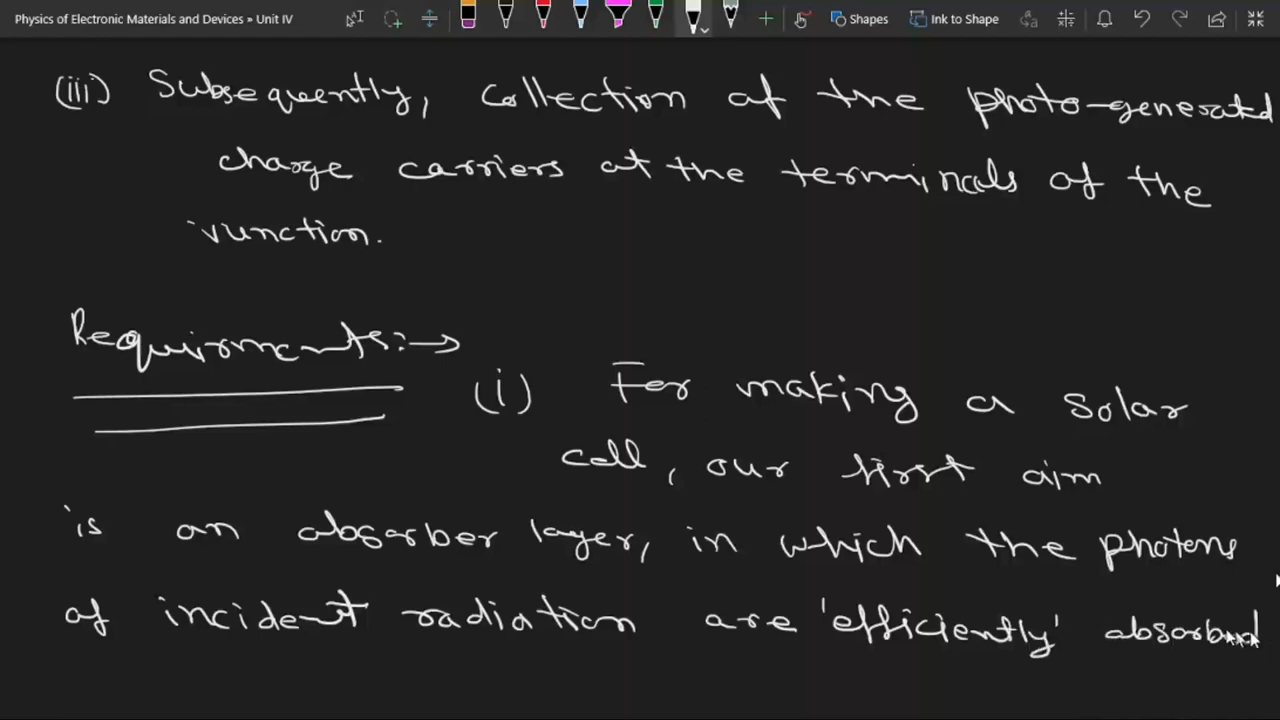 Physics of Electronic Materials and Devices » Unit IV
Shapes
Ink to Shape
(iii) Subsequently, collection of the photo-generated
charge carriers at the terminals of the
junction.
Requirments:→
(i) For making a solar
cell, our first aim
is an absorber layer, in which the photons
of incident radiation are 'efficiently' absorbed